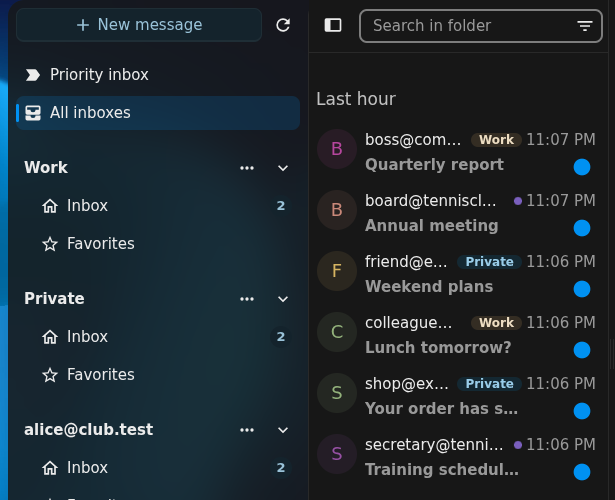 New message
Priority inbox
All inboxes
Work
Inbox 2
Favorites
Private
Inbox 2
Favorites
alice@club.test
Inbox 2
Search in folder
Last hour
B boss@com... Work 11:07 PM
Quarterly report
B board@tenniscl... 11:07 PM
Annual meeting
F friend@e... Private 11:06 PM
Weekend plans
C colleague... Work 11:06 PM
Lunch tomorrow?
S shop@ex... Private 11:06 PM
Your order has s...
S secretary@tenni... 11:06 PM
Training schedul...